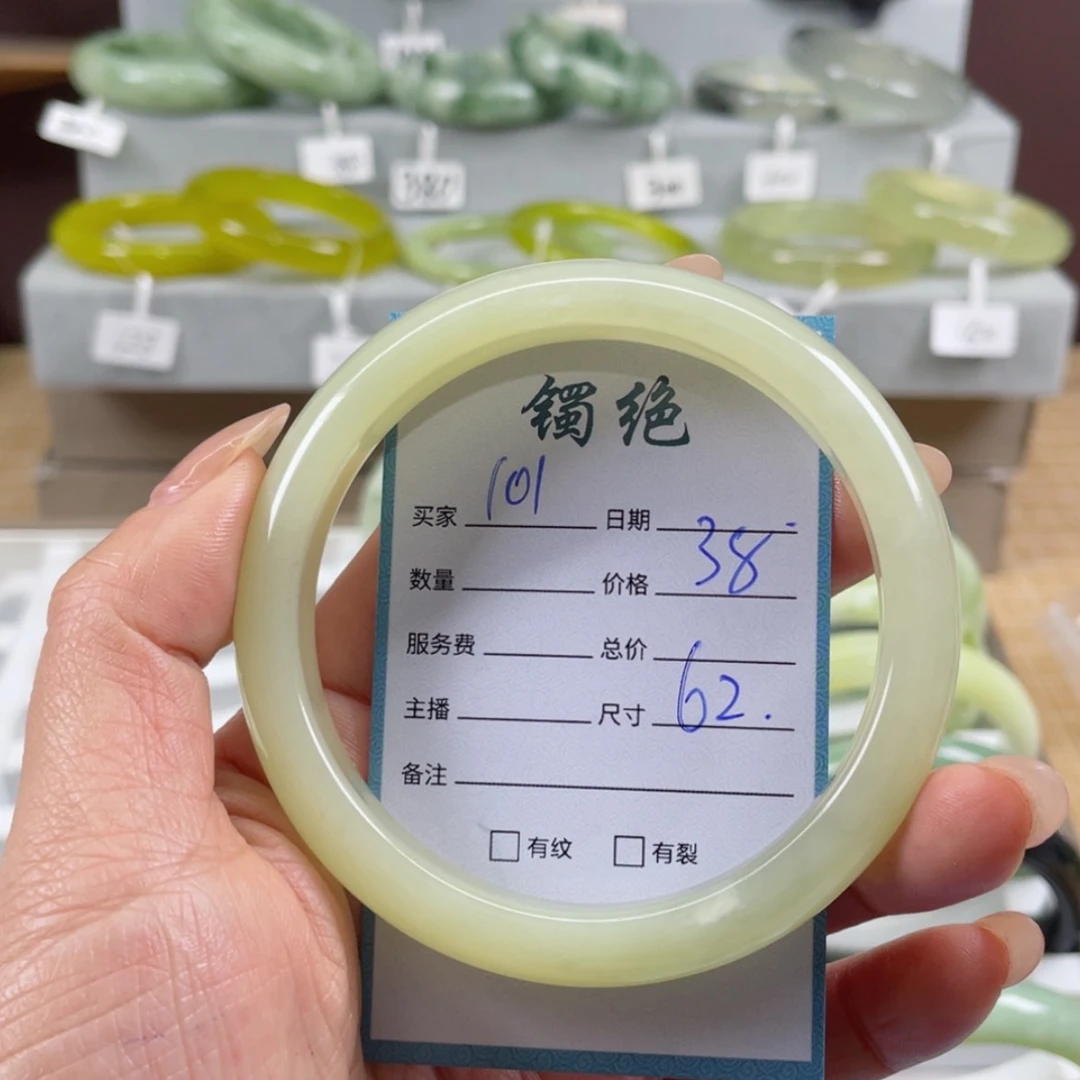 镯绝
买家 101 日期
数量 价格 38
服务费 总价
主播 尺寸 62.
备注
有纹 有裂